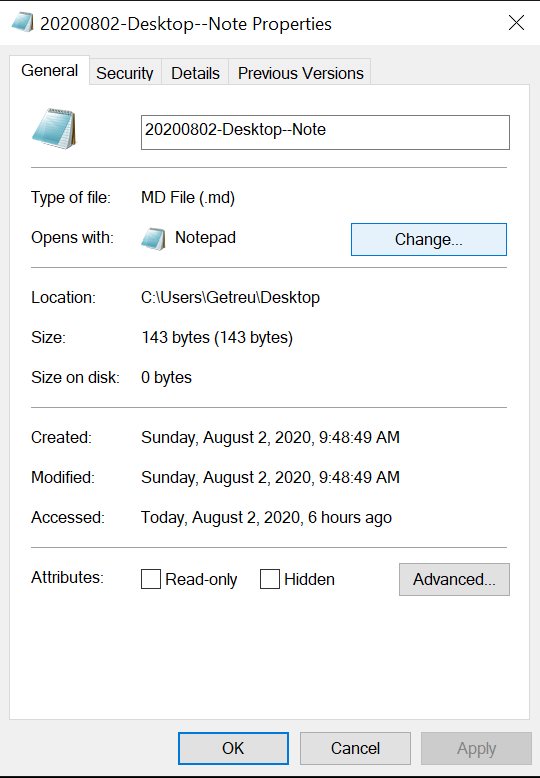 20200802-Desktop--Note Properties
General Security Details Previous Versions
20200802-Desktop--Note
Type of file: MD File (.md)
Opens with: Notepad Change...
Location: C:\Users\Getreu\Desktop
Size: 143 bytes (143 bytes)
Size on disk: 0 bytes
Created: Sunday, August 2, 2020, 9:48:49 AM
Modified: Sunday, August 2, 2020, 9:48:49 AM
Accessed: Today, August 2, 2020, 6 hours ago
Attributes: Read-only Hidden Advanced...
OK Cancel Apply